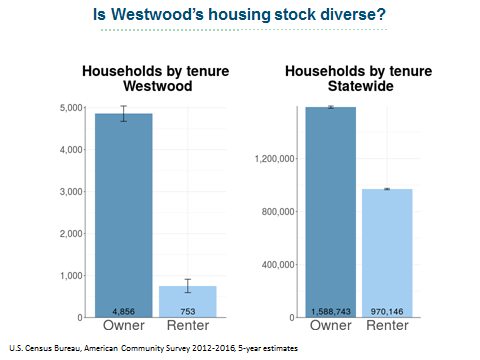 Is Westwood's housing stock diverse?
Households by tenure
Westwood
5,000
4,000
3,000
2,000
1,000
0
4,856
753
Owner
Renter
Households by tenure
Statewide
1,200,000
800,000
400,000
0
1,588,743
970,146
Owner
Renter
U.S. Census Bureau, American Community Survey 2012-2016, 5-year estimates